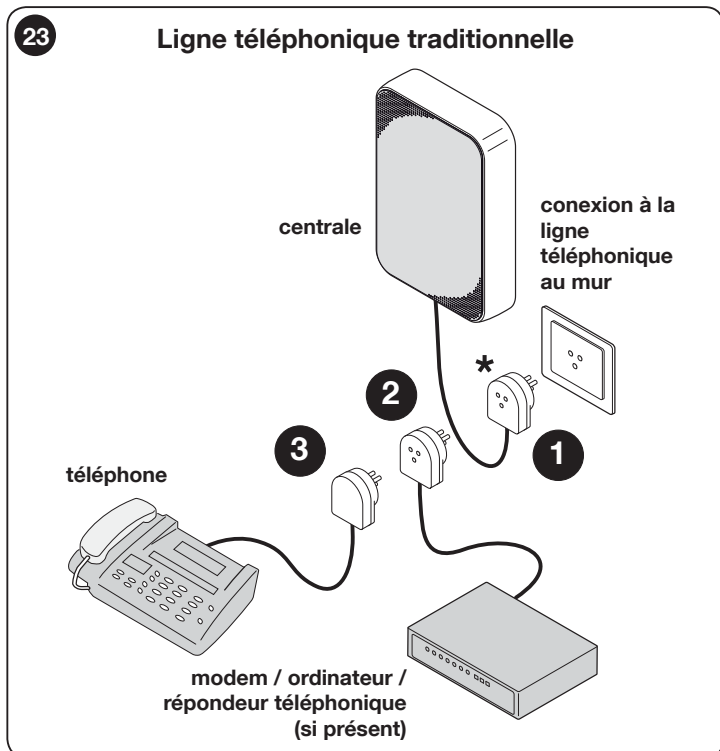 23
Ligne téléphonique traditionnelle
centrale
conexion à la
ligne
téléphonique
au mur
*
2
1
3
téléphone
modem / ordinateur /
répondeur téléphonique
(si présent)